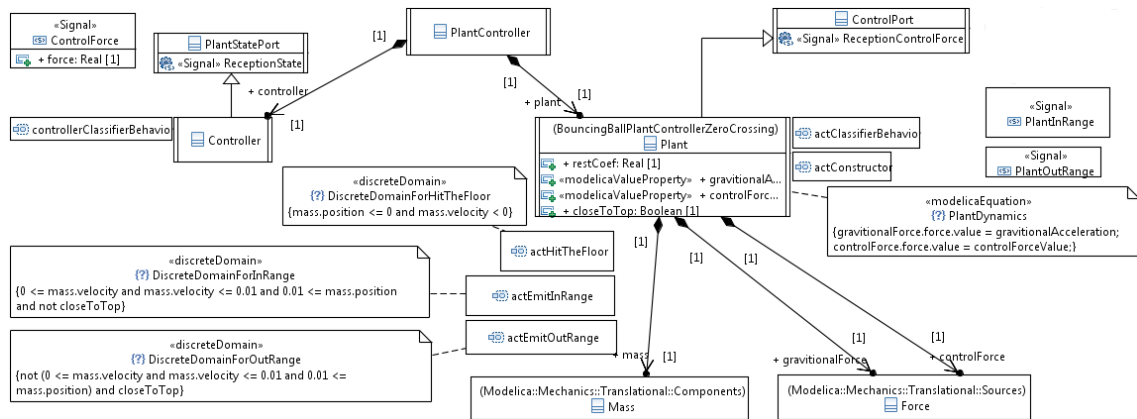 «Signal»
ControlForce
+ force: Real [1]
PlantStatePort
«Signal» ReceptionState
[1]
PlantController
[1]
[1]
+ plant
ControlPort
«Signal» ReceptionControlForce
+ controller
[1]
controllerClassifierBehavior
Controller
(BouncingBallPlantControllerZeroCrossing)
Plant
+ restCoef: Real [1]
«modelicaValueProperty» + gravitionalA...
«modelicaValueProperty» + controlForc...
+ closeToTop: Boolean [1]
actClassifierBehavior
actConstructor
«Signal»
PlantInRange
«Signal»
PlantOutRange
«discreteDomain»
{?} DiscreteDomainForHitTheFloor
{mass.position <= 0 and mass.velocity < 0}
«modelicaEquation»
{?} PlantDynamics
{gravitionalForce.force.value = gravitionalAcceleration;
controlForce.force.value = controlForceValue;}
actHitTheFloor
[1]
[1]
[1]
«discreteDomain»
{?} DiscreteDomainForInRange
{0 <= mass.velocity and mass.velocity <= 0.01 and 0.01 <= mass.position
and not closeToTop}
actEmitInRange
«discreteDomain»
{?} DiscreteDomainForOutRange
{not (0 <= mass.velocity and mass.velocity <= 0.01 and 0.01 <=
mass.position) and closeToTop}
actEmitOutRange
+ mass
[1]
+ gravitionalForce
[1]
+ controlForce
[1]
(Modelica::Mechanics::Translational::Components)
Mass
(Modelica::Mechanics::Translational::Sources)
Force